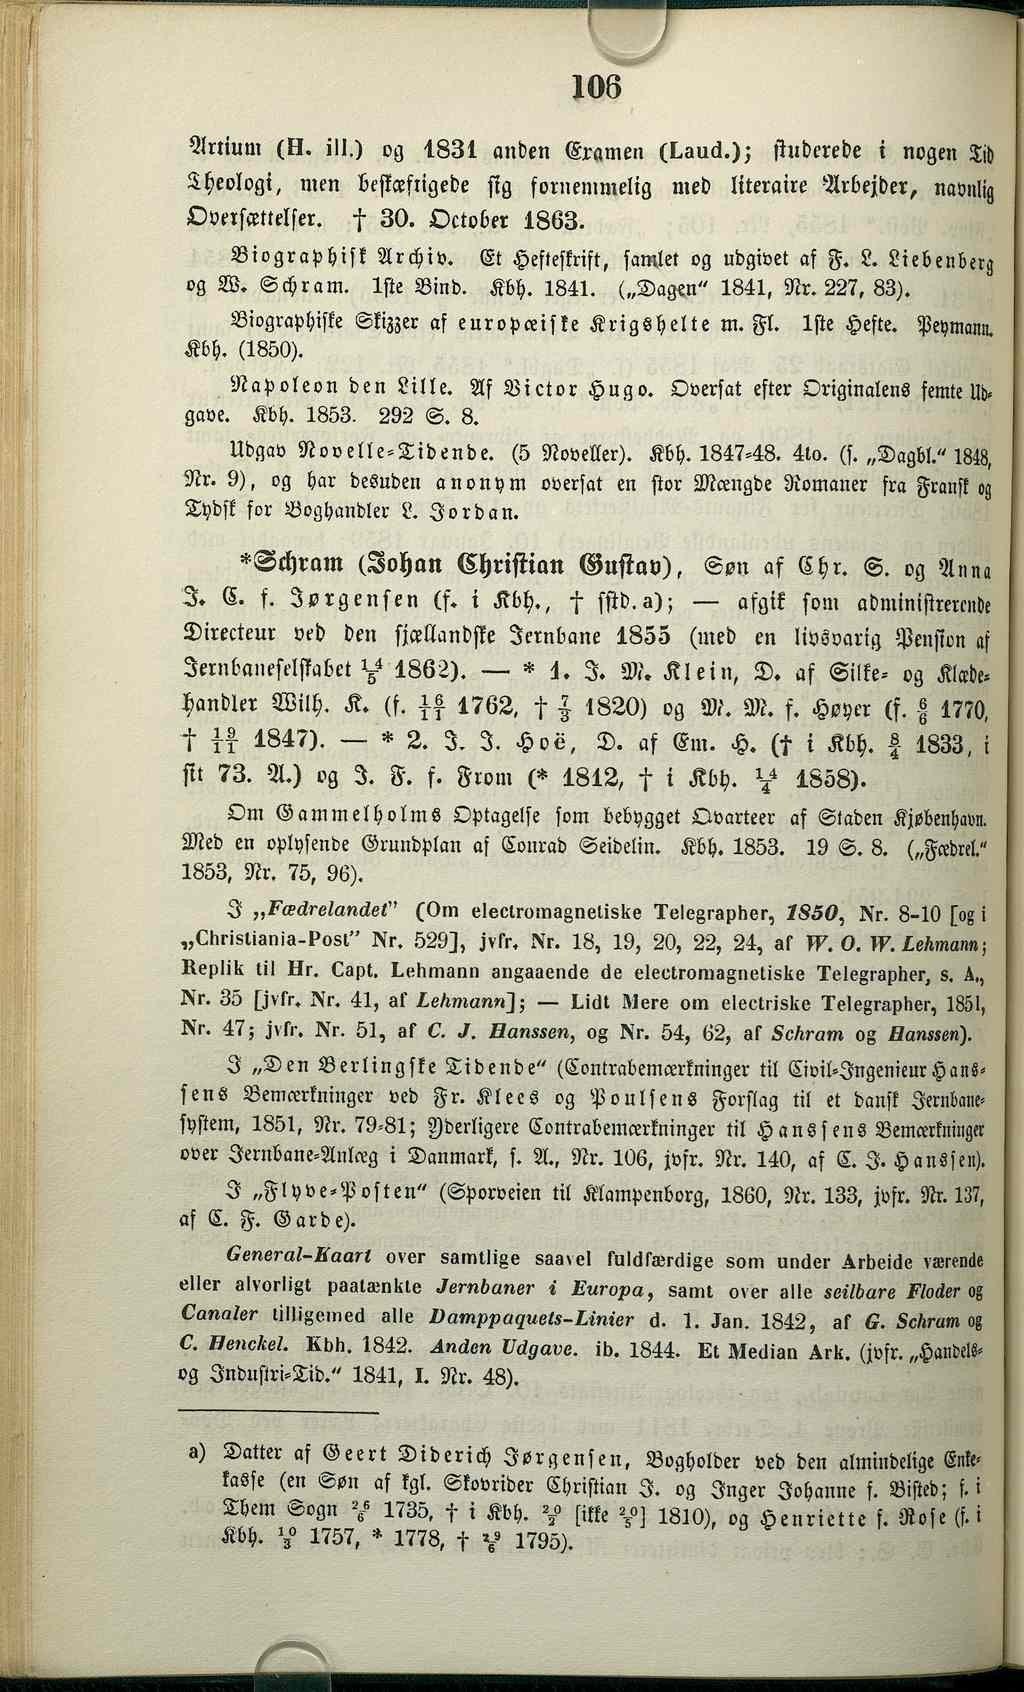 106
Artium (H. ill.) og 1831 anden Examen (Laud.); studerede i nogen Tid
Theologi, men beskæftigede sig fornemmelig med literaire Arbejder, navnlig
Oversættelser. † 30. October 1863.
Biographisk Archiv. Et Hefteskrift, samlet og udgivet af F. L. Liebenberg
og W. Schram. 1ste Bind. Kbh. 1841. („Dagen" 1841, Nr. 227, 83).
Biographiske Skizzer af europæiske Krigshelte m. Fl. 1ste Hefte. Peymann.
Kbh. (1850).
Napoleon den Lille. Af Victor Hugo. Oversat efter Originalens femte Ud-
gave. Kbh. 1853. 292 S. 8.
Udgav Novelle-Tidende. (5 Noveller). Kbh. 1847-48. 4to. (s. „Dagbl." 1848,
Nr. 9), og har desuden anonym oversat en stor Mængde Romaner fra Fransk og
Tydsk for Boghandler L. Jordan.
*Schram (Johan Christian Gustav), Søn af Chr. S. og Anna
J. C. f. Jørgensen (f. i Kbh., † sstd. a); — afgik som administrerende
Directeur ved den sjællandske Jernbane 1855 (med en livsvarig Pension af
Jernbaneselskabet 14/5 1862). — * 1. J. M. Klein, D. af Silke- og Klæde-
handler Wilh. K. (f. 16/11 1762, † 7/3 1820) og M. M. f. Høyer (f. 6/6 1770,
† 19/11 1847). — * 2. J. J. Hoë, D. af Em. H. († i Kbh. 8/4 1833, i
sit 73. A.) og J. F. f. From (* 1812, † i Kbh. 14/4 1858).
Om Gammelholms Optagelse som bebygget Qvarteer af Staden Kjøbenhavn.
Med en oplysende Grundplan af Conrad Seidelin. Kbh. 1853. 19 S. 8. („Fædrel."
1853, Nr. 75, 96).
I „Fædrelandet" (Om electromagnetiske Telegrapher, 1850, Nr. 8-10 [og i
„Christiania-Post" Nr. 529], jvfr. Nr. 18, 19, 20, 22, 24, af W. O. W. Lehmann;
Replik til Hr. Capt. Lehmann angaaende de electromagnetiske Telegrapher, s. A.,
Nr. 35 [jvfr. Nr. 41, af Lehmann]; — Lidt Mere om electriske Telegrapher, 1851,
Nr. 47; jvfr. Nr. 51, af C. J. Hanssen, og Nr. 54, 62, af Schram og Hanssen).
I „Den Berlingske Tidende" (Contrabemærkninger til Civil-Ingenieur Hans-
sens Bemærkninger ved Fr. Klees og Poulsens Forslag til et dansk Jernbane-
system, 1851, Nr. 79-81; Yderligere Contrabemærkninger til Hanssens Bemærkninger
over Jernbane-Anlæg i Danmark, s. A., Nr. 106, jvfr. Nr. 140, af C. J. Hanssen).
I „Flyve-Posten" (Sporveien til Klampenborg, 1860, Nr. 133, jvfr. Nr. 137,
af C. F. Garde).
General-Kaart over samtlige saavel fuldfærdige som under Arbeide værende
eller alvorligt paatænkte Jernbaner i Europa, samt over alle seilbare Floder og
Canaler tilligemed alle Damppaquets-Linier d. 1. Jan. 1842, af G. Schram og
C. Henckel. Kbh. 1842. Anden Udgave. ib. 1844. Et Median Ark. (jvfr. „Handels-
og Industri-Tid." 1841, I. Nr. 48).
a) Datter af Geert Diderich Jørgensen, Bogholder ved den almindelige Enke-
kasse (en Søn af kgl. Skovrider Christian J. og Inger Johanne f. Bisted; f. i
Them Sogn 26/6 1735, † i Kbh. 20/2 [ikke 20/5] 1810), og Henriette f. Rose (f. i
Kbh. 10/3 1757, * 1778, † 29/6 1795).